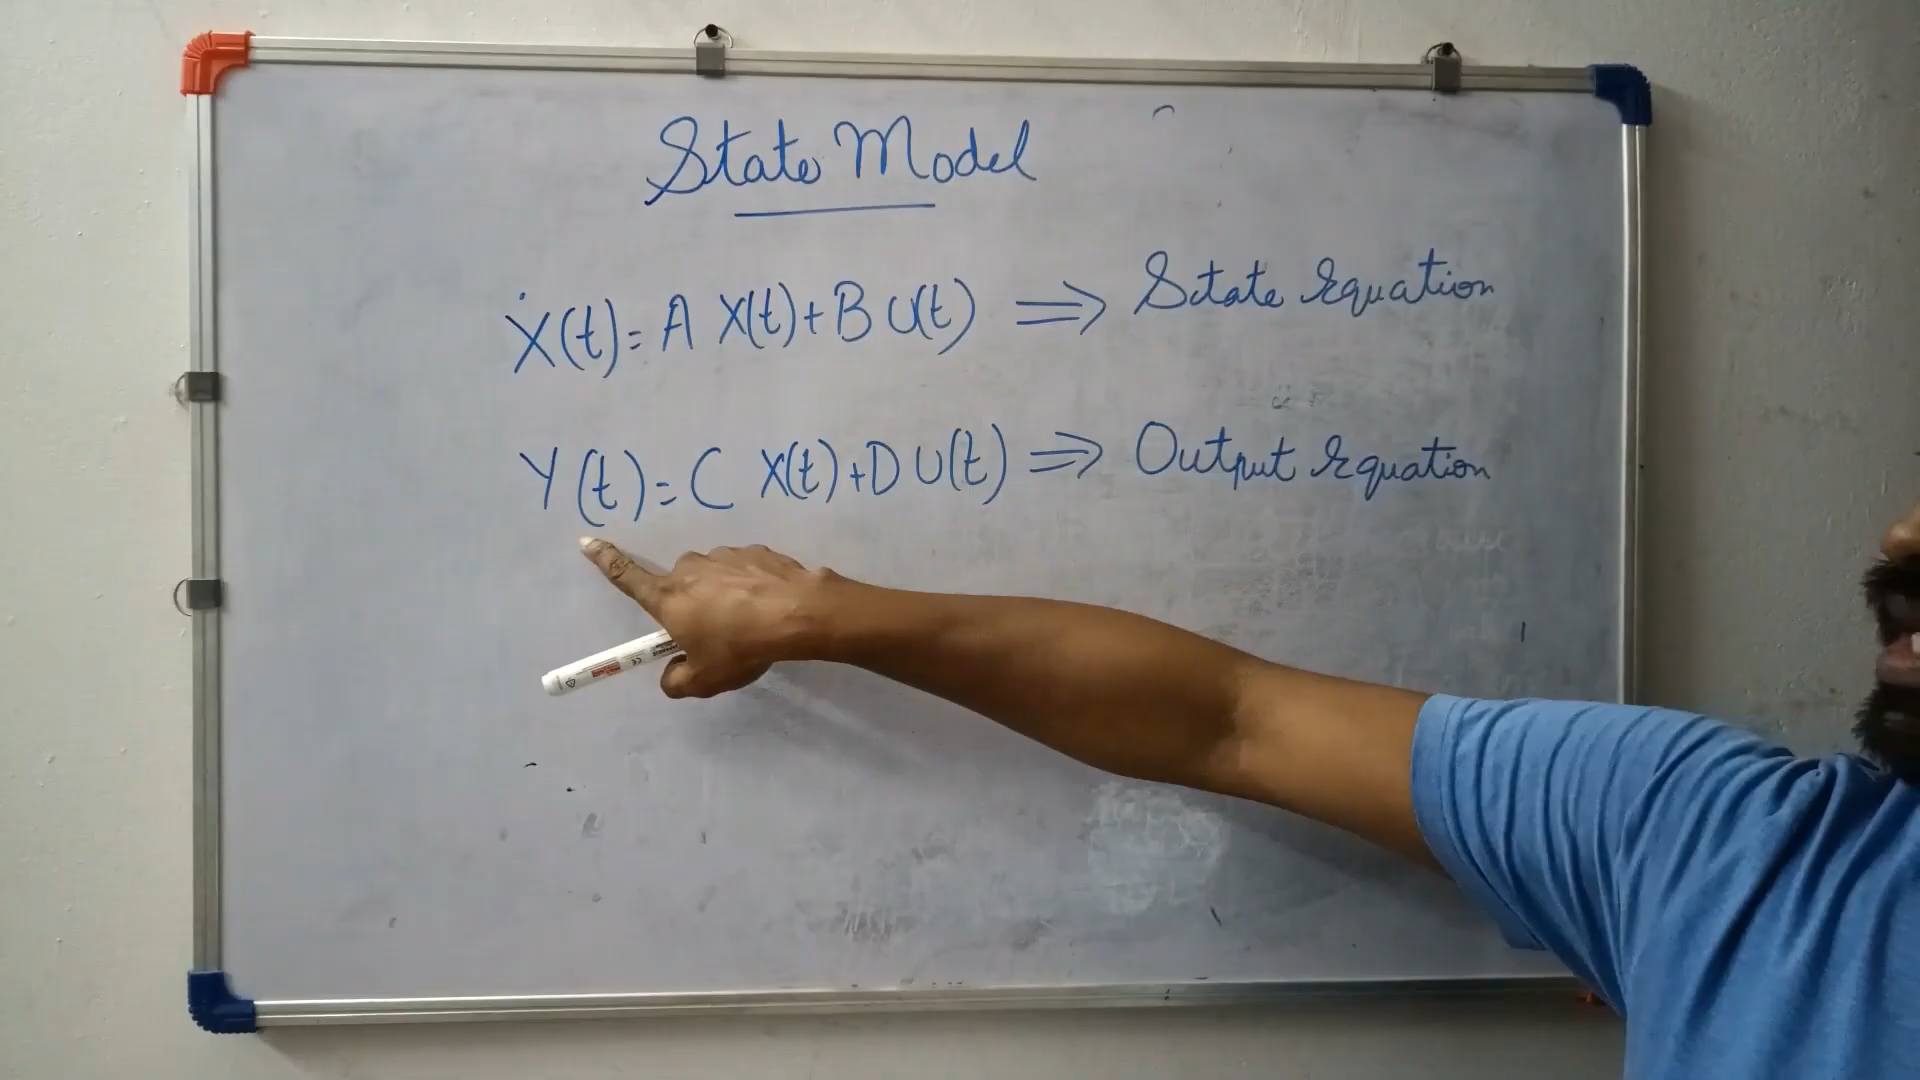 State Model
Ẋ(t) = A X(t) + B U(t) ⇒ State Equation
Y(t) = C X(t) + D U(t) ⇒ Output Equation